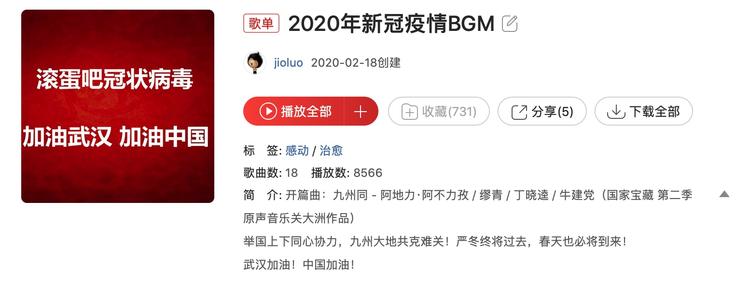 滚蛋吧冠状病毒
加油武汉 加油中国
歌单
2020年新冠疫情BGM
jioluo 2020-02-18创建
播放全部 + 收藏(731) 分享(5) 下载全部
标 签: 感动 / 治愈
歌曲数: 18 播放数: 8566
简 介: 开篇曲：九州同 - 阿地力·阿不力孜 / 缪青 / 丁晓逵 / 牛建党（国家宝藏 第二季
原声音乐关大洲作品）
举国上下同心协力，九州大地共克难关！严冬终将过去，春天也必将到来！
武汉加油！中国加油！